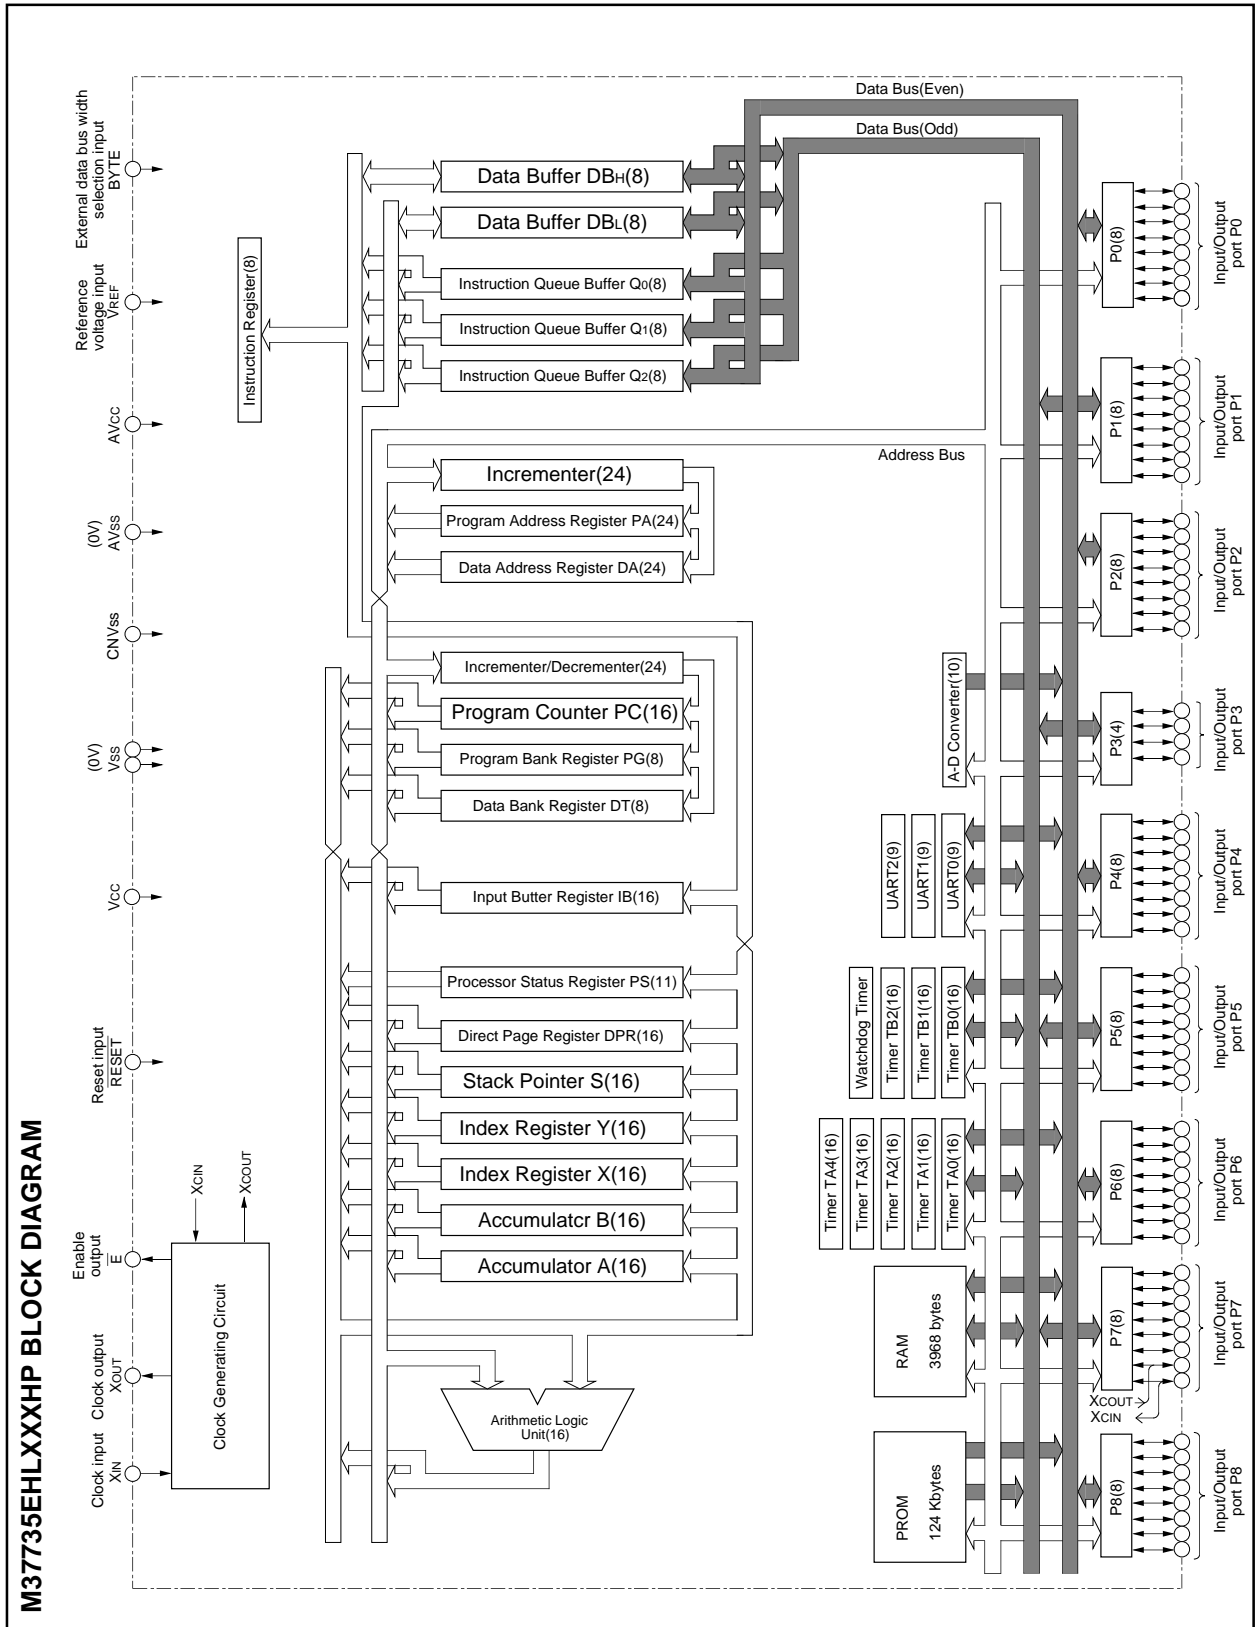 M37735EHLXXXHP BLOCK DIAGRAM
Clock input
XIN
Clock output
XOUT
Enable
output
E
Reset input
RESET
VCC
(0V)
VSS
CNVss
(0V)
AVSS
AVCC
Reference
voltage input
VREF
External data bus width
selection input
BYTE
Clock Generating Circuit
XCIN
XCOUT
Instruction Register(8)
Data Bus(Even)
Data Bus(Odd)
Data Buffer DBH(8)
Data Buffer DBL(8)
Instruction Queue Buffer Q0(8)
Instruction Queue Buffer Q1(8)
Instruction Queue Buffer Q2(8)
Address Bus
Incrementer(24)
Program Address Register PA(24)
Data Address Register DA(24)
Incrementer/Decrementer(24)
Program Counter PC(16)
Program Bank Register PG(8)
Data Bank Register DT(8)
Input Butter Register IB(16)
Processor Status Register PS(11)
Direct Page Register DPR(16)
Stack Pointer S(16)
Index Register Y(16)
Index Register X(16)
Accumulatcr B(16)
Accumulator A(16)
Arithmetic Logic
Unit(16)
A-D Converter(10)
UART2(9)
UART1(9)
UART0(9)
Watchdog Timer
Timer TB2(16)
Timer TB1(16)
Timer TB0(16)
Timer TA4(16)
Timer TA3(16)
Timer TA2(16)
Timer TA1(16)
Timer TA0(16)
RAM
3968 bytes
PROM
124 Kbytes
P0(8)
P1(8)
P2(8)
P3(4)
P4(8)
P5(8)
P6(8)
P7(8)
P8(8)
XCOUT
XCIN
Input/Output
port P0
Input/Output
port P1
Input/Output
port P2
Input/Output
port P3
Input/Output
port P4
Input/Output
port P5
Input/Output
port P6
Input/Output
port P7
Input/Output
port P8